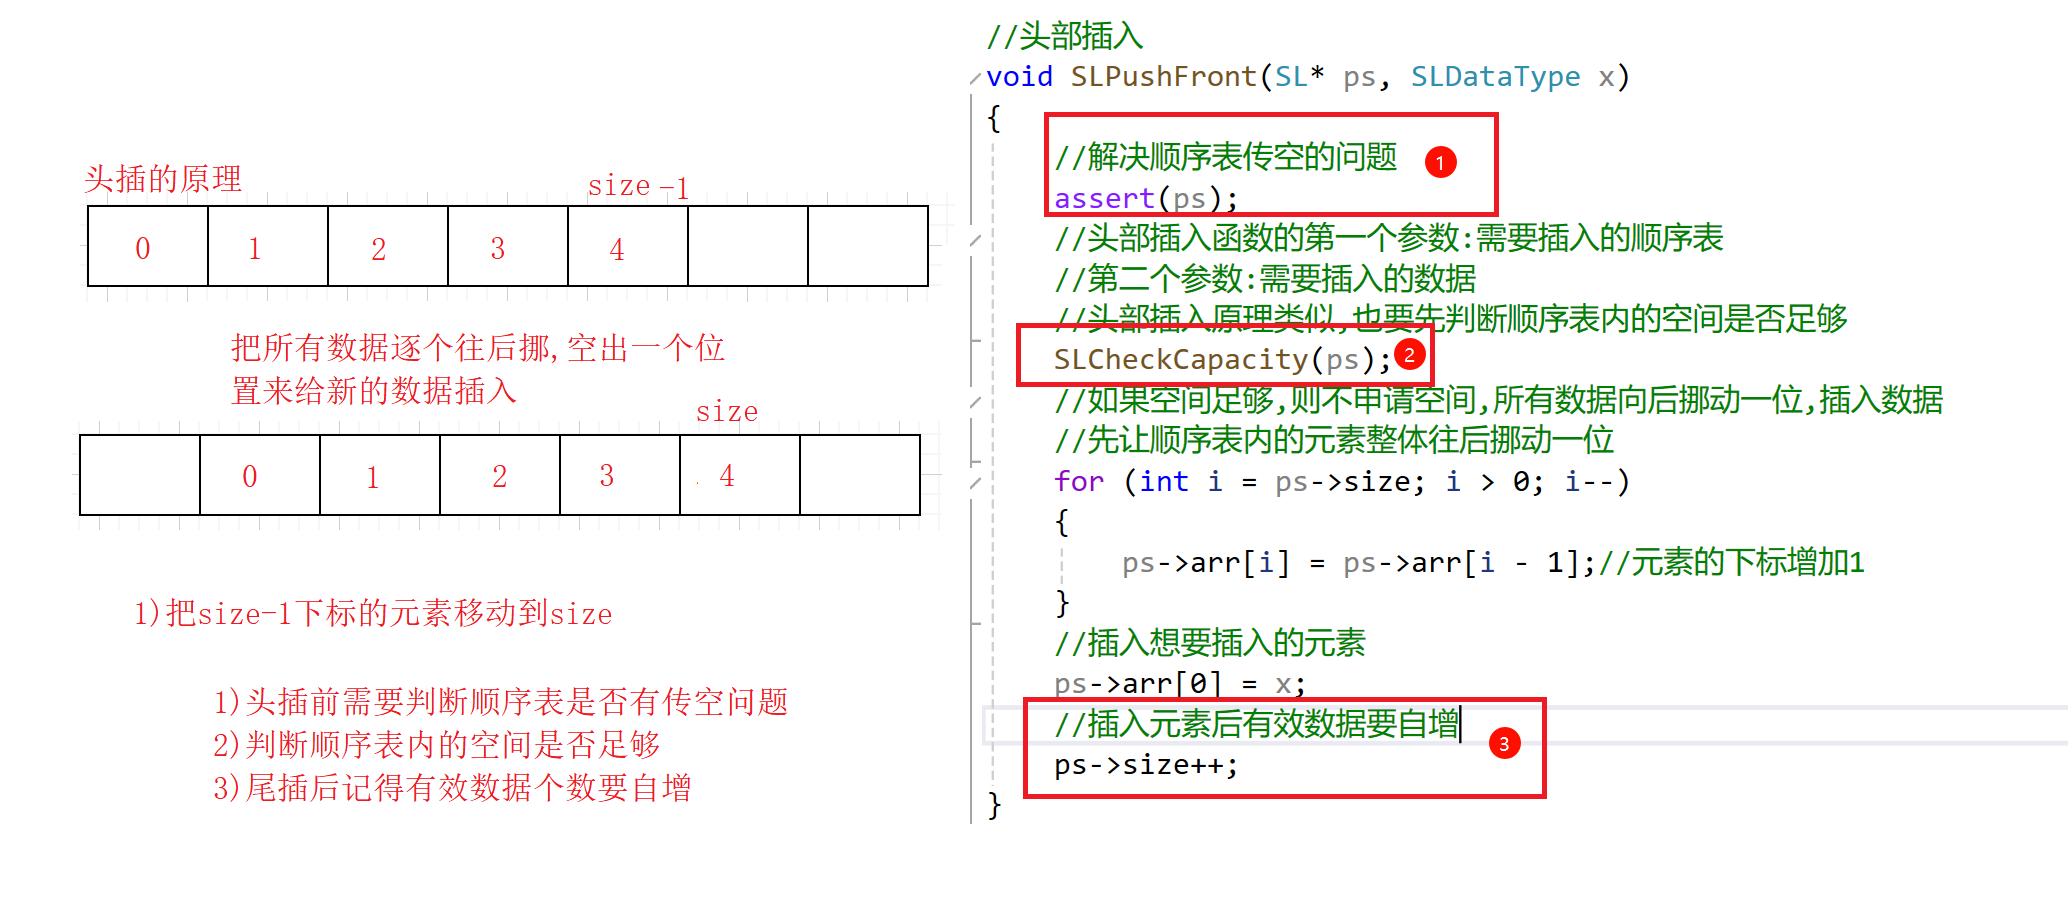 头插的原理
size -1
0 1 2 3 4
把所有数据逐个往后挪,空出一个位
置来给新的数据插入
size
0 1 2 3 4
1)把size-1下标的元素移动到size
1)头插前需要判断顺序表是否有传空问题
2)判断顺序表内的空间是否足够
3)尾插后记得有效数据个数要自增
//头部插入
void SLPushFront(SL* ps, SLDataType x)
{
//解决顺序表传空的问题 1
assert(ps);
//头部插入函数的第一个参数:需要插入的顺序表
//第二个参数:需要插入的数据
//头部插入原理类似,也要先判断顺序表内的空间是否足够
SLCheckCapacity(ps); 2
//如果空间足够,则不申请空间,所有数据向后挪动一位,插入数据
//先让顺序表内的元素整体往后挪动一位
for (int i = ps->size; i > 0; i--)
{
ps->arr[i] = ps->arr[i - 1];//元素的下标增加1
}
//插入想要插入的元素
ps->arr[0] = x;
//插入元素后有效数据要自增 3
ps->size++;
}